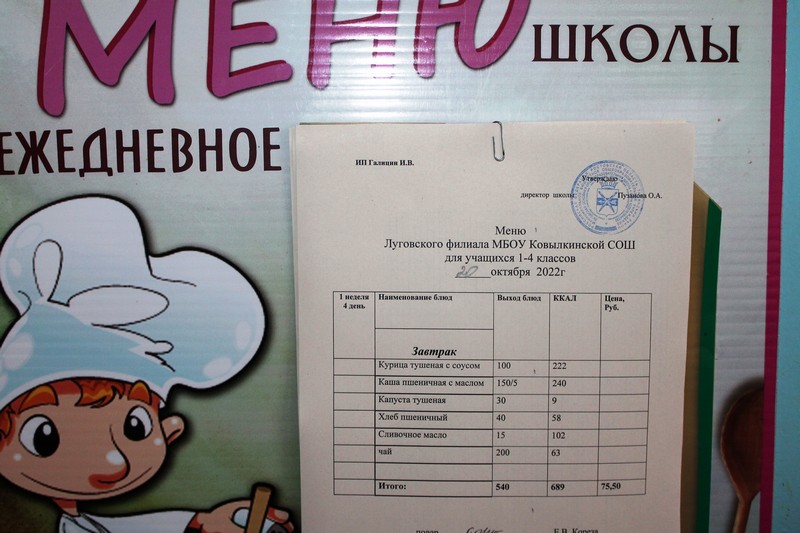 МЕНЮ
ШКОЛЫ
ЕЖЕДНЕВНОЕ
ИП Галицин И.В.
Утверждаю :
директор школы: Пузанова О.А.
Меню
Луговского филиала МБОУ Ковылкинской СОШ
для учащихся 1-4 классов
20 октября 2022г
1 неделя 4 день Наименование блюд Выход блюд ККАЛ Цена, Руб.
Завтрак
Курица тушеная с соусом 100 222
Каша пшеничная с маслом 150/5 240
Капуста тушеная 30 9
Хлеб пшеничный 40 58
Сливочное масло 15 102
чай 200 63
Итого: 540 689 75,50
повар Е.В. Кореза